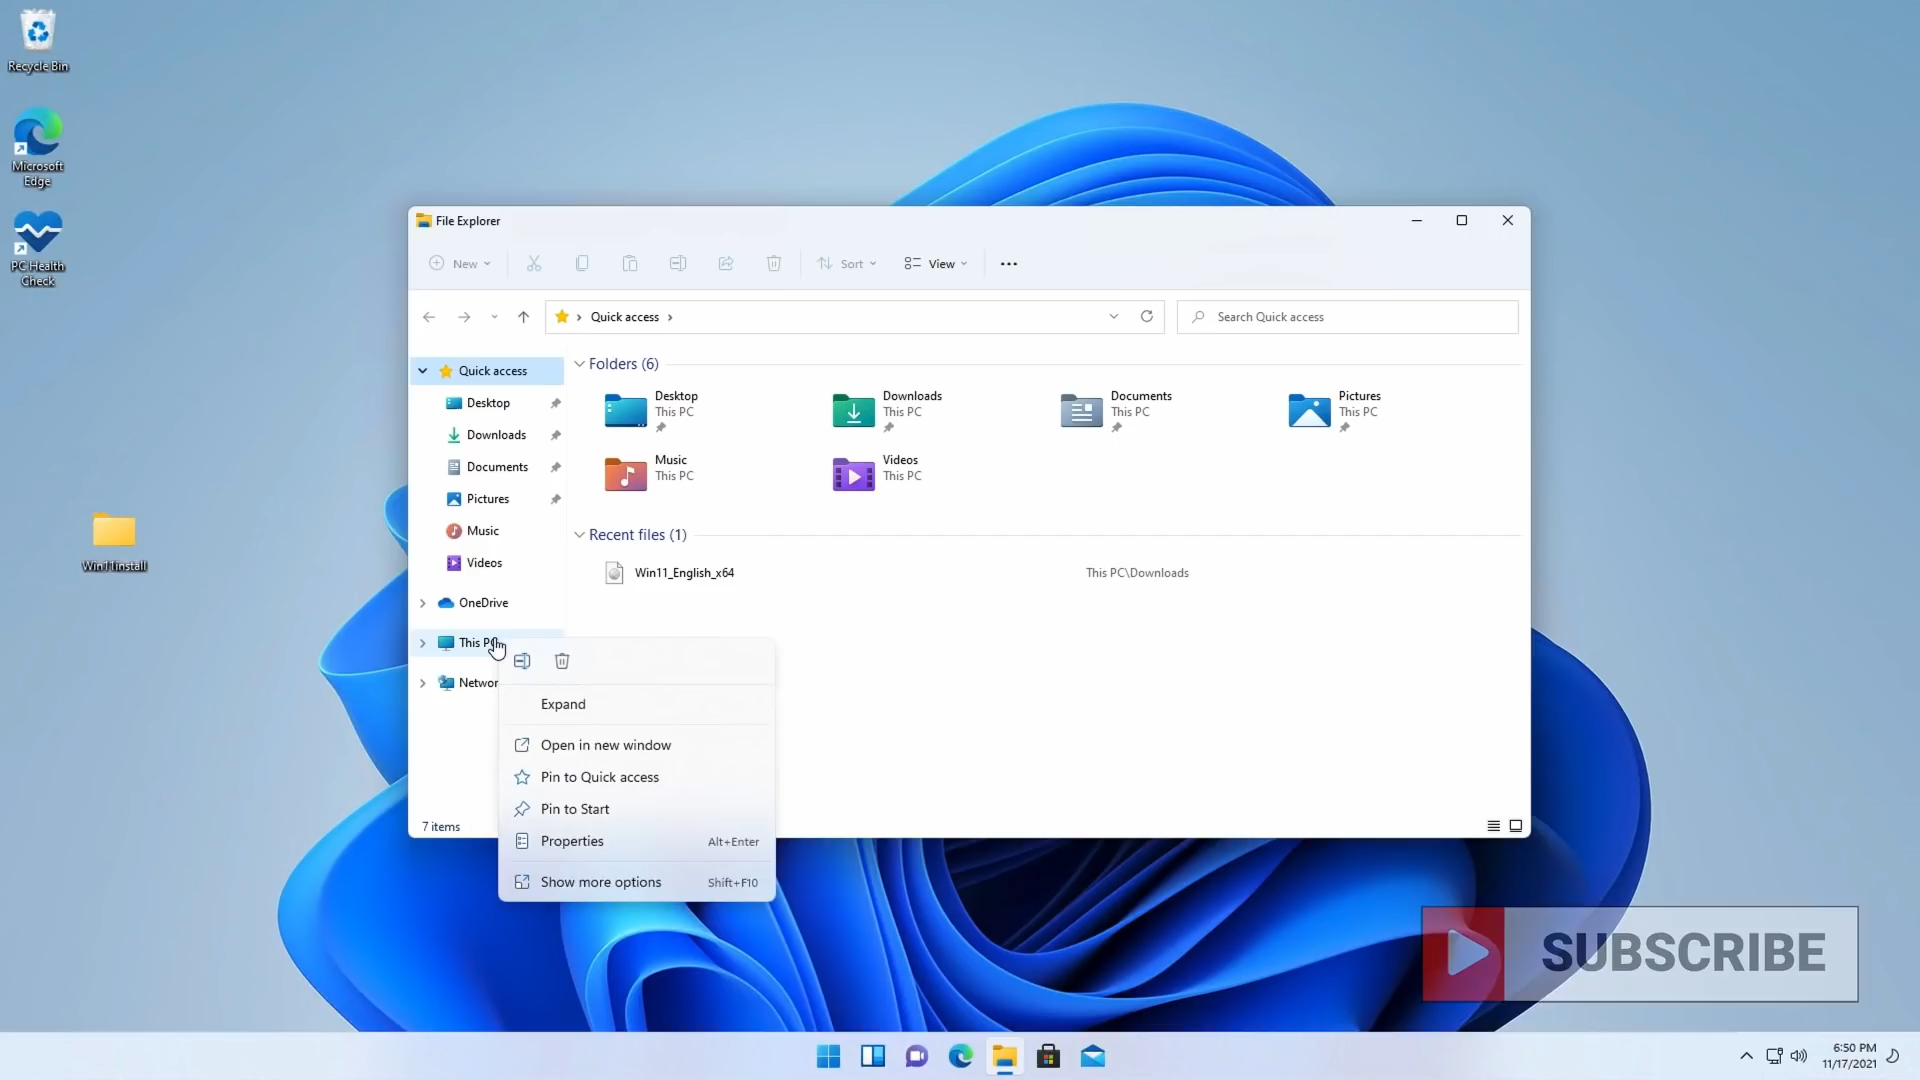 Recycle Bin
Microsoft
Edge
PC Health
Check
Win11install
File Explorer
New
Sort
View
Quick access
Search Quick access
Quick access
Desktop
Downloads
Documents
Pictures
Music
Videos
OneDrive
This PC
Networ
7 items
Folders (6)
Desktop
This PC
Downloads
This PC
Documents
This PC
Pictures
This PC
Music
This PC
Videos
This PC
Recent files (1)
Win11_English_x64 This PC\Downloads
Expand
Open in new window
Pin to Quick access
Pin to Start
Properties Alt+Enter
Show more options Shift+F10
SUBSCRIBE
6:50 PM
11/17/2021